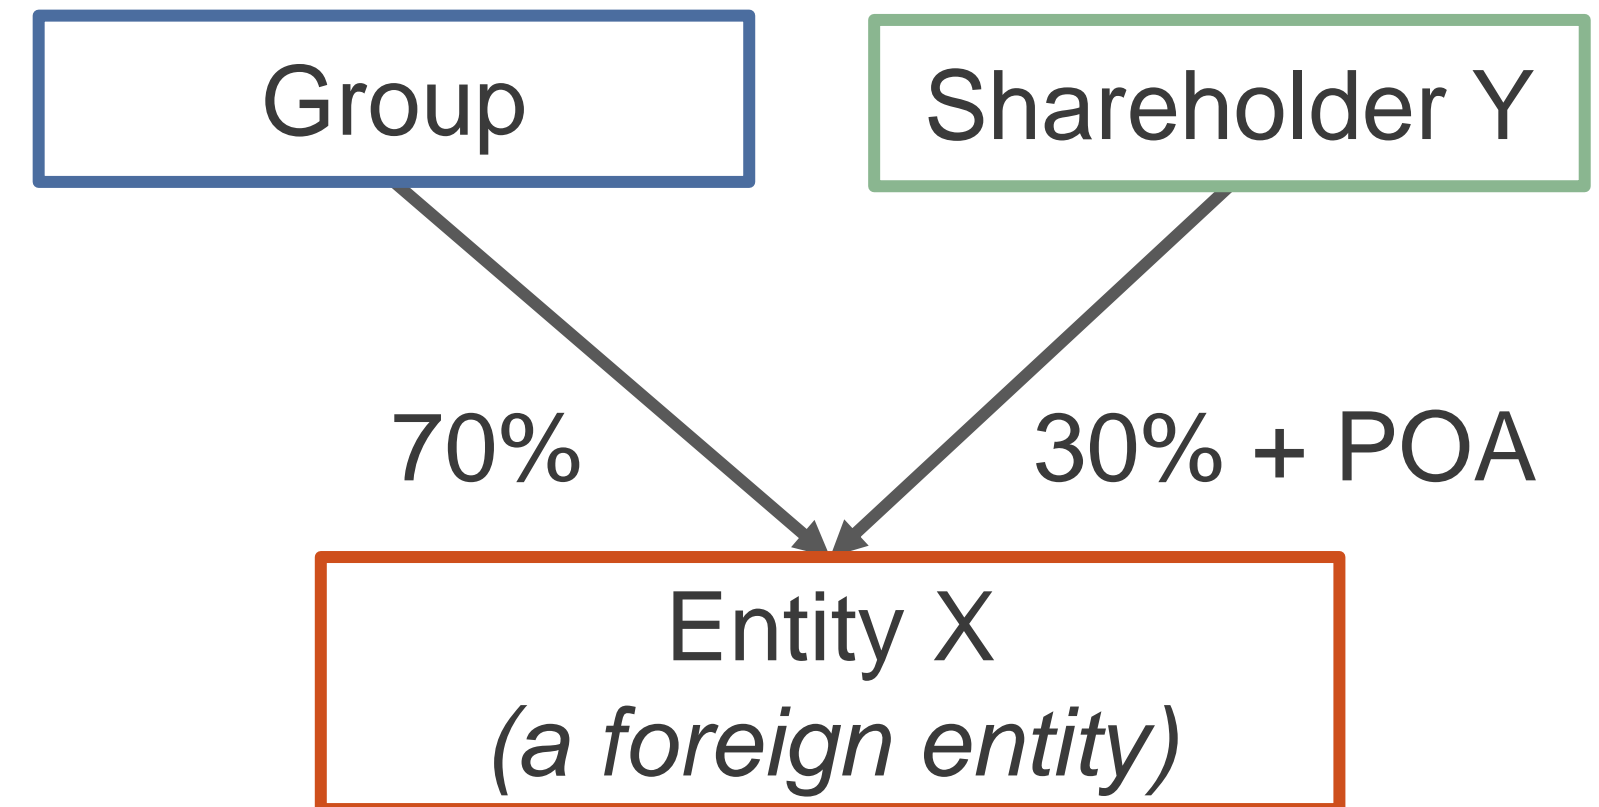 Group
Shareholder Y
70%
30% + POA
Entity X
(a foreign entity)